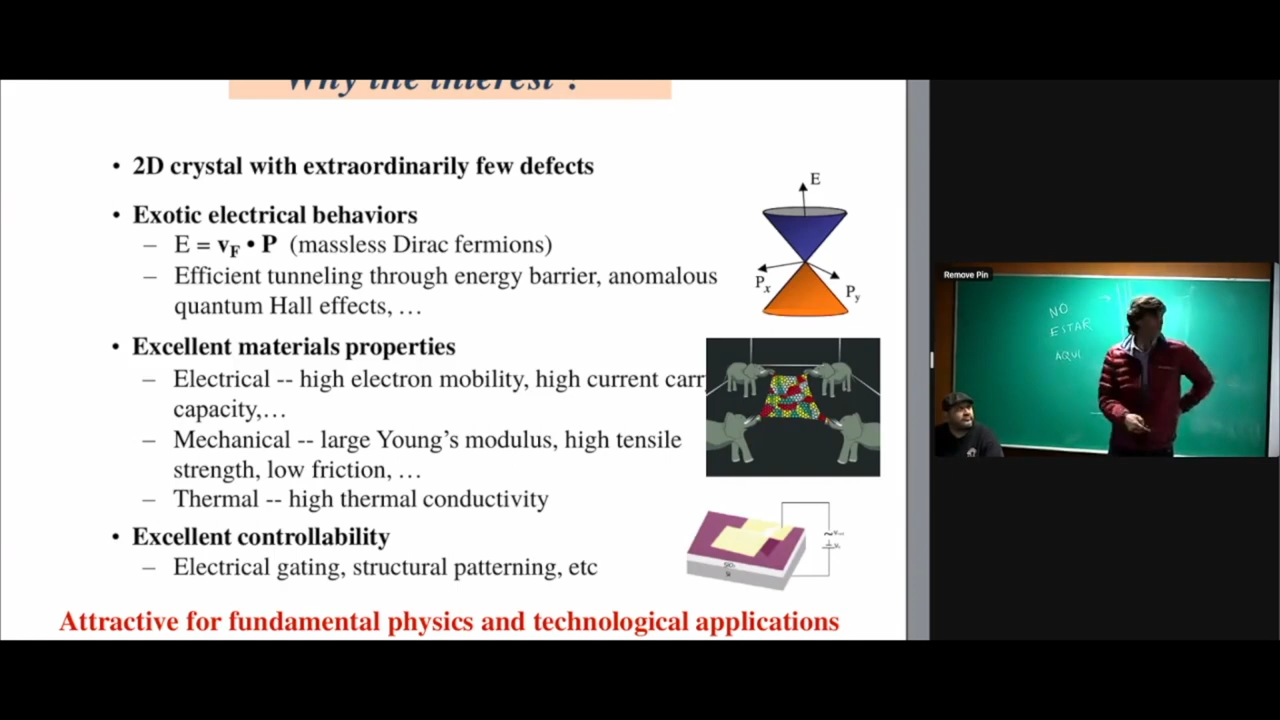 Why the interest ?
• 2D crystal with extraordinarily few defects
• Exotic electrical behaviors
– E = vF • P (massless Dirac fermions)
– Efficient tunneling through energy barrier, anomalous
quantum Hall effects, …
• Excellent materials properties
– Electrical -- high electron mobility, high current carr
capacity,…
– Mechanical -- large Young’s modulus, high tensile
strength, low friction, …
– Thermal -- high thermal conductivity
• Excellent controllability
– Electrical gating, structural patterning, etc
Attractive for fundamental physics and technological applications
E
Px
Py
Remove Pin
NO
ESTAR
AQUI